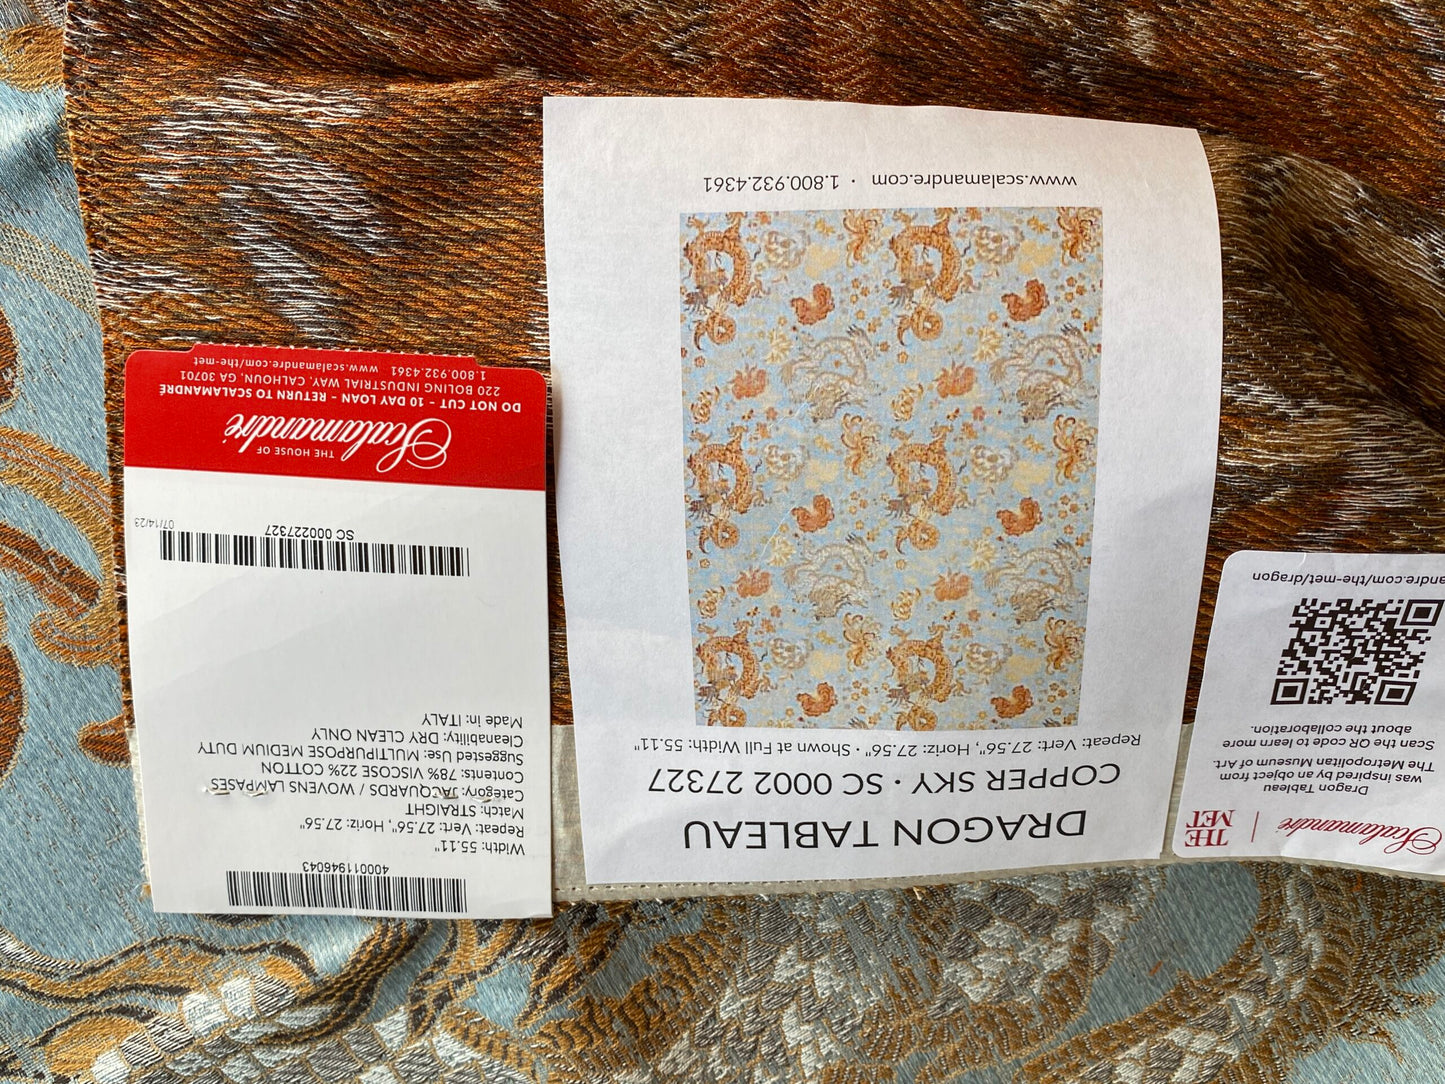 THE HOUSE OF
Scalamandré
DO NOT CUT - 10 DAY LOAN - RETURN TO SCALAMANDRÉ
220 BOLING INDUSTRIAL WAY, CALHOUN, GA 30701
1.800.932.4361 www.scalamandre.com/the-met
400011946043
Width: 55.11"
Repeat: Vert: 27.56", Horiz: 27.56"
Match: STRAIGHT
Category: JACQUARDS / WOVENS LAMPASES
Contents: 78% VISCOSE 22% COTTON
Suggested Use: MULTIPURPOSE MEDIUM DUTY
Cleanability: DRY CLEAN ONLY
Made in: ITALY
SC 000227327
07/14/23
DRAGON TABLEAU
COPPER SKY · SC 0002 27327
Repeat: Vert: 27.56", Horiz: 27.56" · Shown at Full Width: 55.11"
www.scalamandre.com · 1.800.932.4361
Scalamandré | THE MET
Dragon Tableau
was inspired by an object from
The Metropolitan Museum of Art.
Scan the QR code to learn more
about the collaboration.
andre.com/the-met/dragon